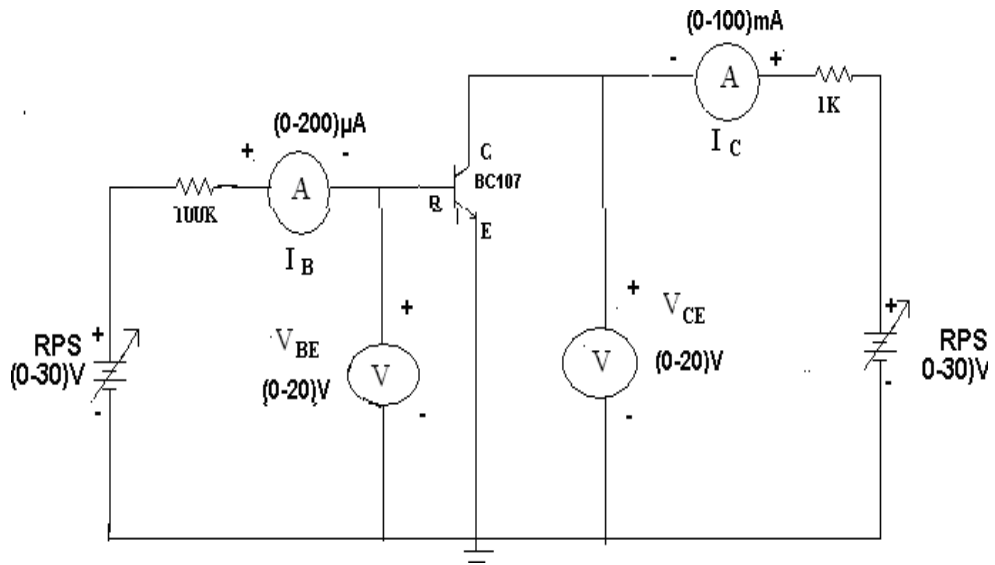 (0-100)mA
- A +
1K
I C
(0-200)µA
+ A -
100K
I B
C
BC107
E
+
V BE
(0-20)V
V
-
+
V CE
(0-20)V
V
-
+
RPS
(0-30)V
-
+
RPS
0-30)V
-